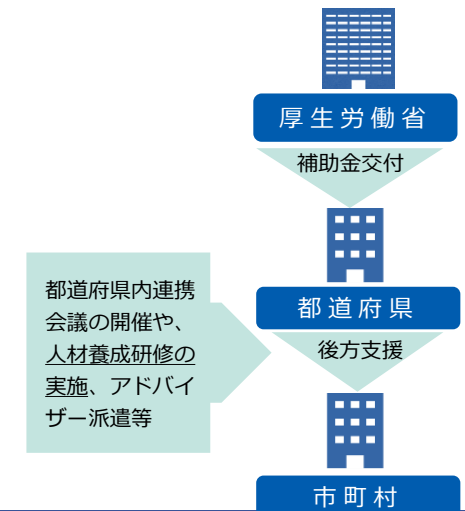 厚生労働省
補助金交付
都道府県
後方支援
都道府県内連携
会議の開催や、
人材養成研修の
実施、アドバイ
ザー派遣等
市町村